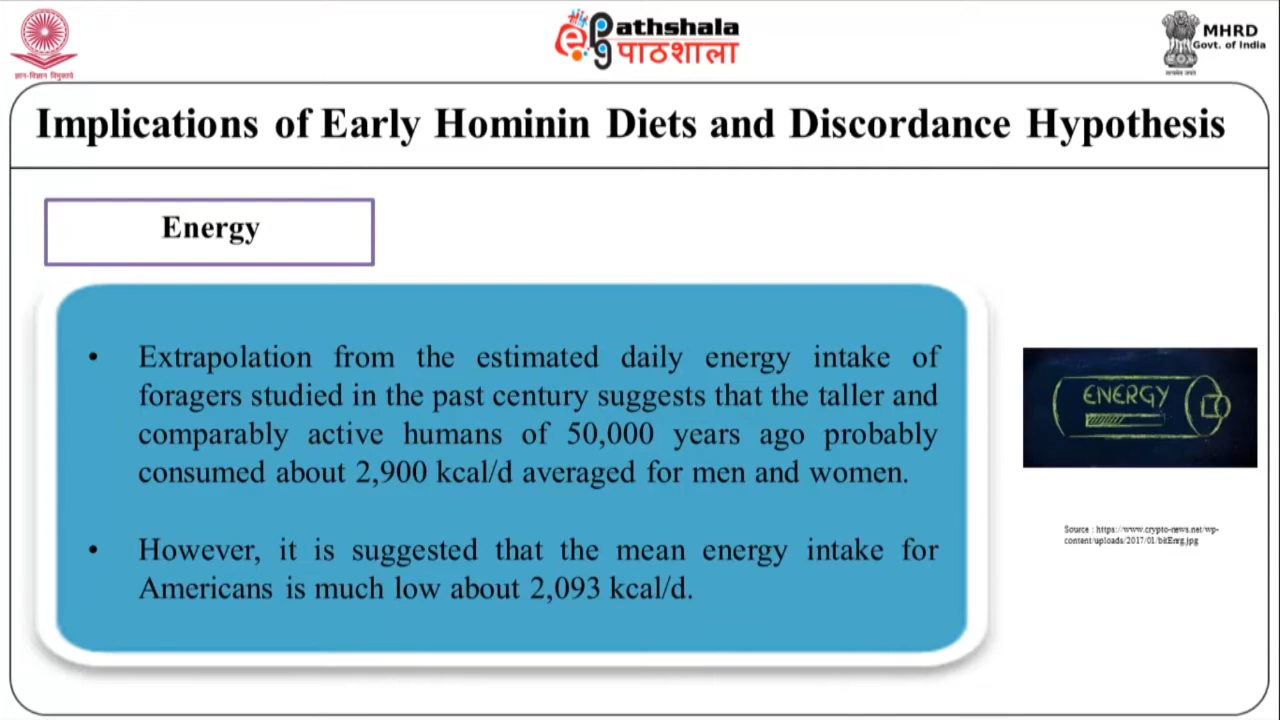 ज्ञान-विज्ञान विमुक्तये
ePathshala
पाठशाला
MHRD
Govt. of India
सत्यमेव जयते
Implications of Early Hominin Diets and Discordance Hypothesis
Energy
• Extrapolation from the estimated daily energy intake of
foragers studied in the past century suggests that the taller and
comparably active humans of 50,000 years ago probably
consumed about 2,900 kcal/d averaged for men and women.
• However, it is suggested that the mean energy intake for
Americans is much low about 2,093 kcal/d.
ENERGY
Source : https://www.crypto-news.net/wp-
content/uploads/2017/01/bitEnrg.jpg